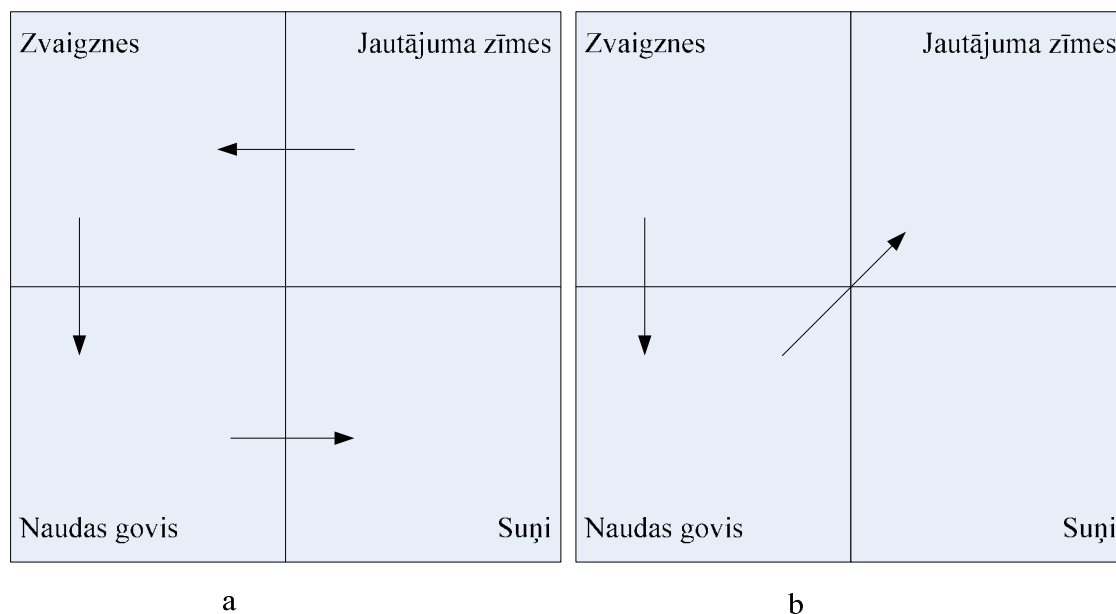 Zvaigznes
Jautājuma zīmes
Naudas govis
Suņi
a
Zvaigznes
Jautājuma zīmes
Naudas govis
Suņi
b